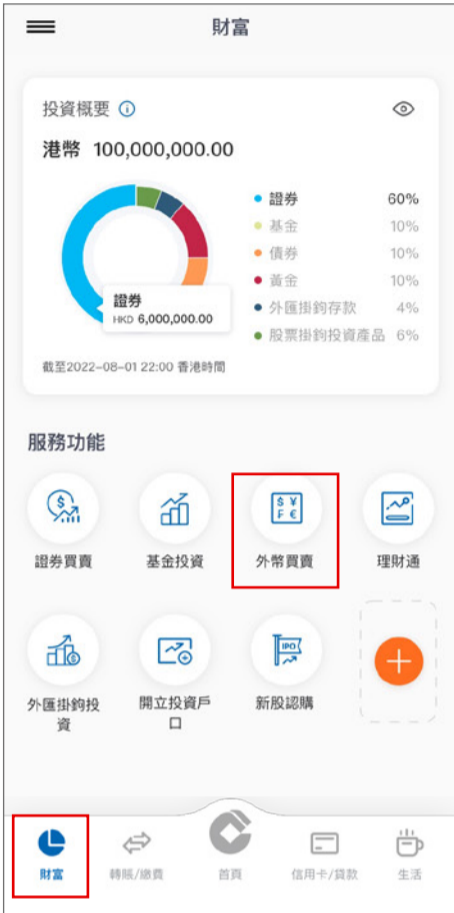 財富
投資概要
港幣 100,000,000.00
證券 60%
基金 10%
債券 10%
黃金 10%
外匯掛鈎存款 4%
股票掛鈎投資產品 6%
證券
HKD 6,000,000.00
截至2022-08-01 22:00 香港時間
服務功能
$ ¥
F €
證券買賣 基金投資 外幣買賣 理財通
IPO
外匯掛鈎投 開立投資戶 新股認購
資 口
財富 轉賬/繳費 首頁 信用卡/貸款 生活